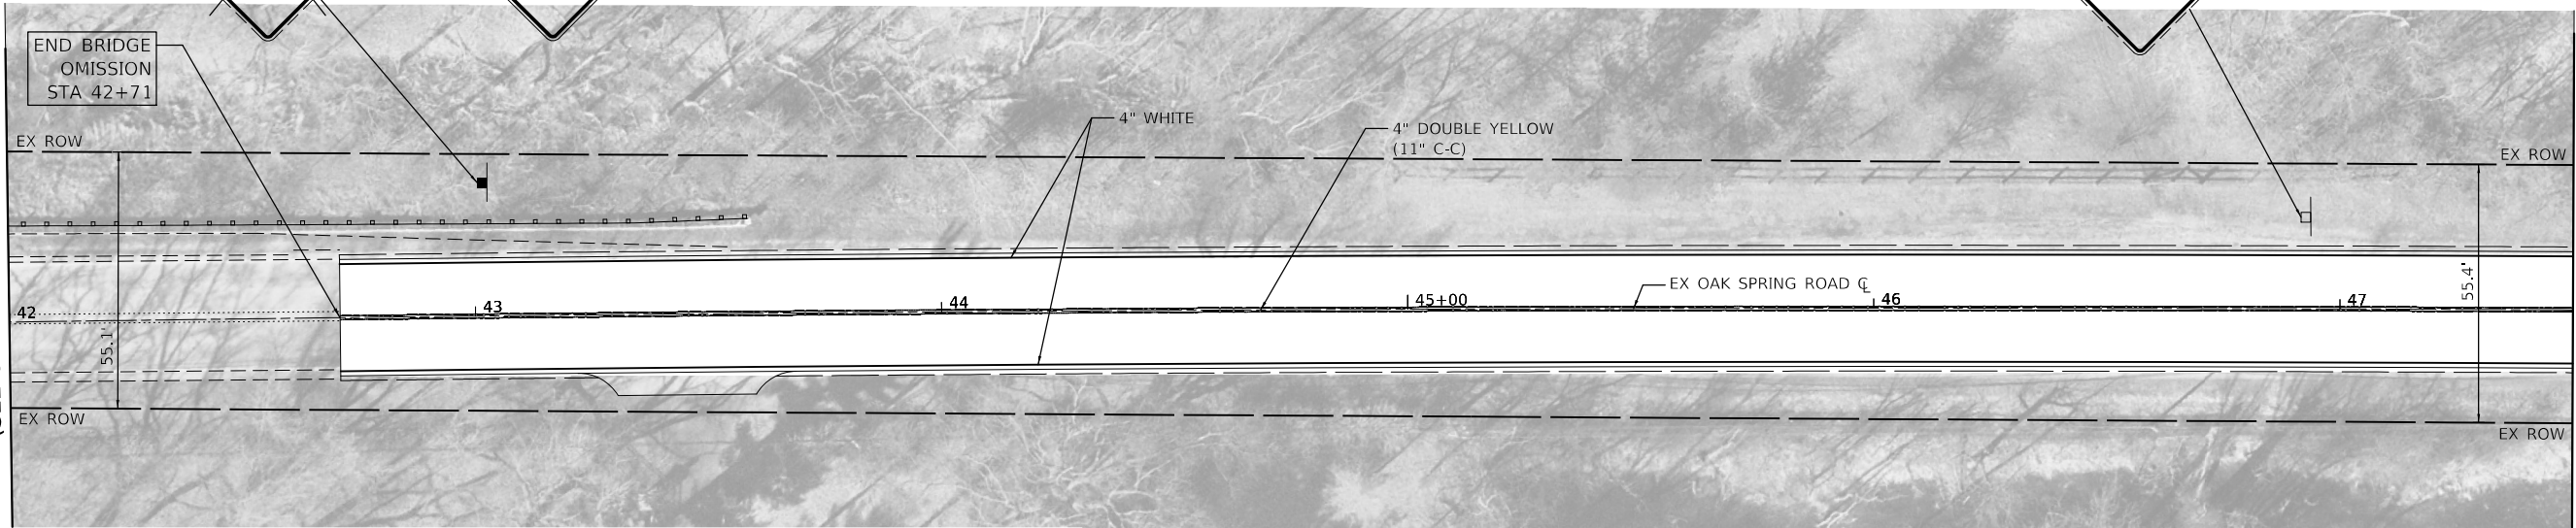 END BRIDGE
OMISSION
STA 42+71
EX ROW
4" WHITE
4" DOUBLE YELLOW
(11" C-C)
EX ROW
EX OAK SPRING ROAD ℄
55.4'
42
43
44
45+00
46
47
55.1'
EX ROW
EX ROW